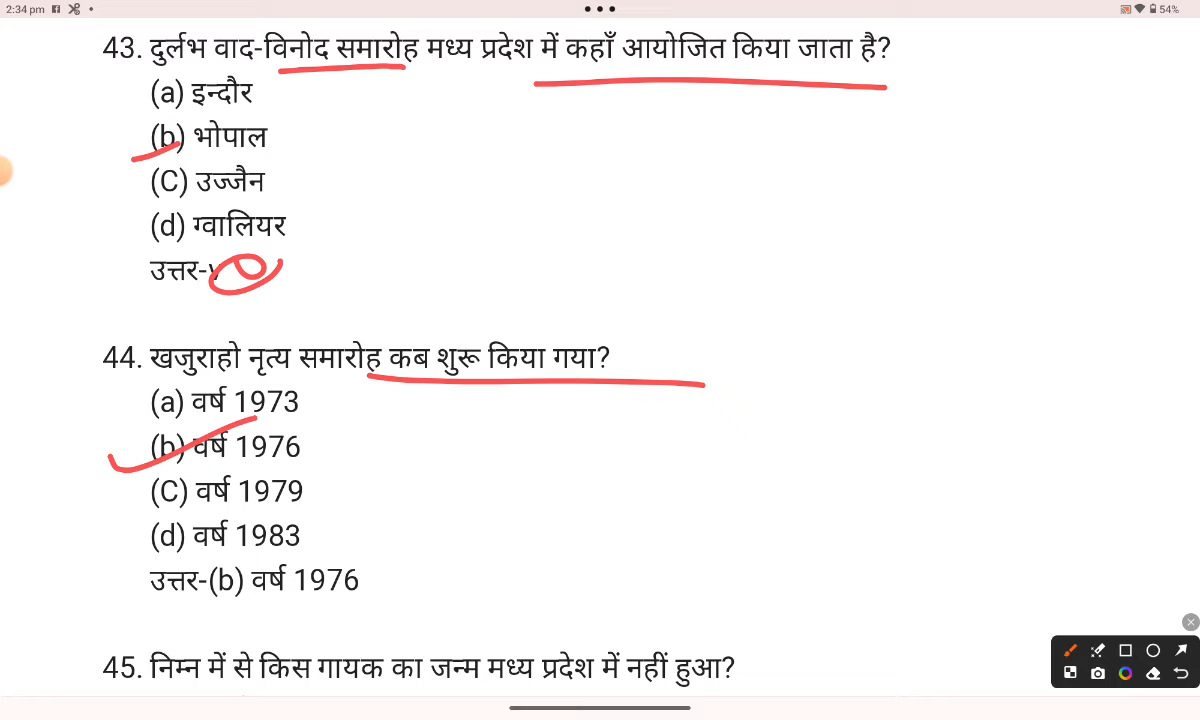 2:34 pm
54%
43. दुर्लभ वाद-विनोद समारोह मध्य प्रदेश में कहाँ आयोजित किया जाता है?
(a) इन्दौर
(b) भोपाल
(C) उज्जैन
(d) ग्वालियर
उत्तर-
44. खजुराहो नृत्य समारोह कब शुरू किया गया?
(a) वर्ष 1973
(b) वर्ष 1976
(C) वर्ष 1979
(d) वर्ष 1983
उत्तर-(b) वर्ष 1976
45. निम्न में से किस गायक का जन्म मध्य प्रदेश में नहीं हुआ?